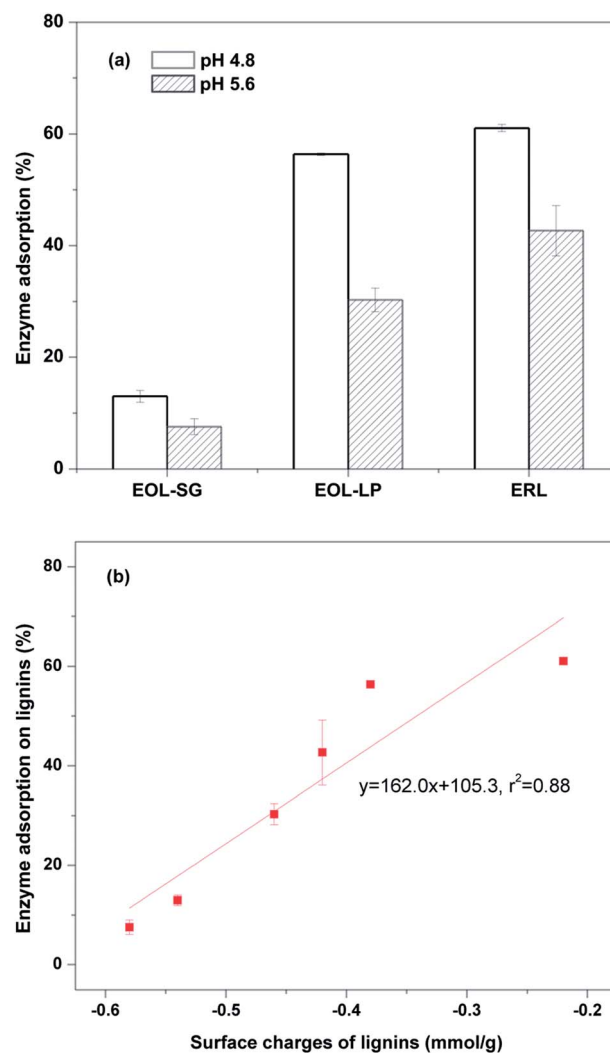 (a)
pH 4.8
pH 5.6
80
60
40
20
0
Enzyme adsorption (%)
EOL-SG EOL-LP ERL
(b)
80
60
40
20
0
Enzyme adsorption on lignins (%)
y=162.0x+105.3, r²=0.88
-0.6 -0.5 -0.4 -0.3 -0.2
Surface charges of lignins (mmol/g)